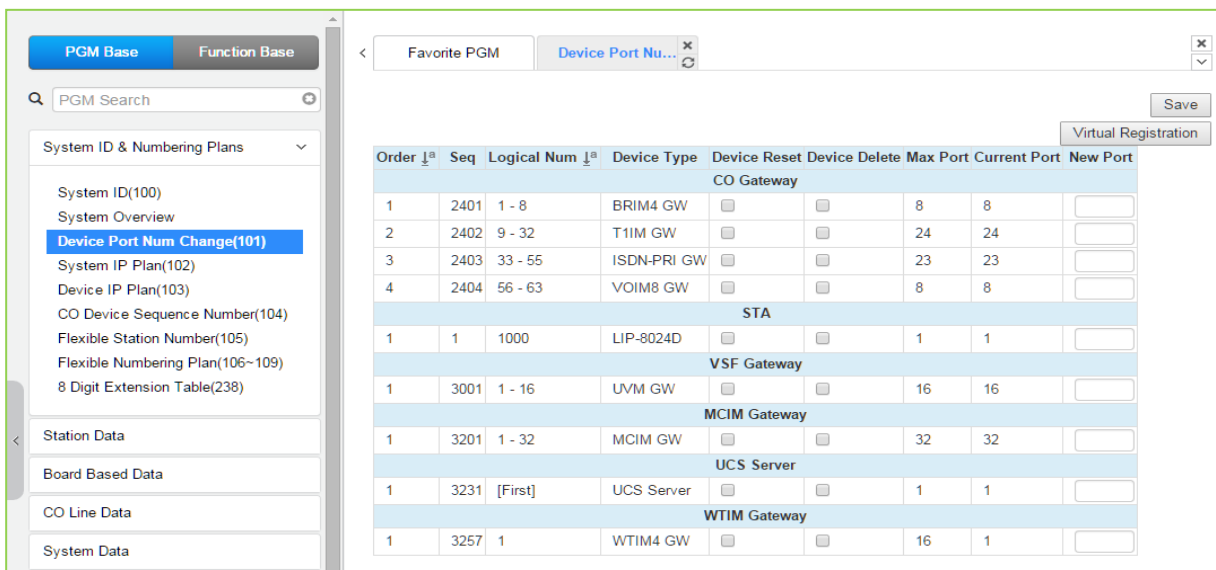 PGM Base Function Base
PGM Search
System ID & Numbering Plans
System ID(100)
System Overview
Device Port Num Change(101)
System IP Plan(102)
Device IP Plan(103)
CO Device Sequence Number(104)
Flexible Station Number(105)
Flexible Numbering Plan(106~109)
8 Digit Extension Table(238)
Station Data
Board Based Data
CO Line Data
System Data
Favorite PGM Device Port Nu...
Save
Virtual Registration
Order Seq Logical Num Device Type Device Reset Device Delete Max Port Current Port New Port
CO Gateway
1 2401 1 - 8 BRIM4 GW 8 8
2 2402 9 - 32 T1IM GW 24 24
3 2403 33 - 55 ISDN-PRI GW 23 23
4 2404 56 - 63 VOIM8 GW 8 8
STA
1 1 1000 LIP-8024D 1 1
VSF Gateway
1 3001 1 - 16 UVM GW 16 16
MCIM Gateway
1 3201 1 - 32 MCIM GW 32 32
UCS Server
1 3231 [First] UCS Server 1 1
WTIM Gateway
1 3257 1 WTIM4 GW 16 1